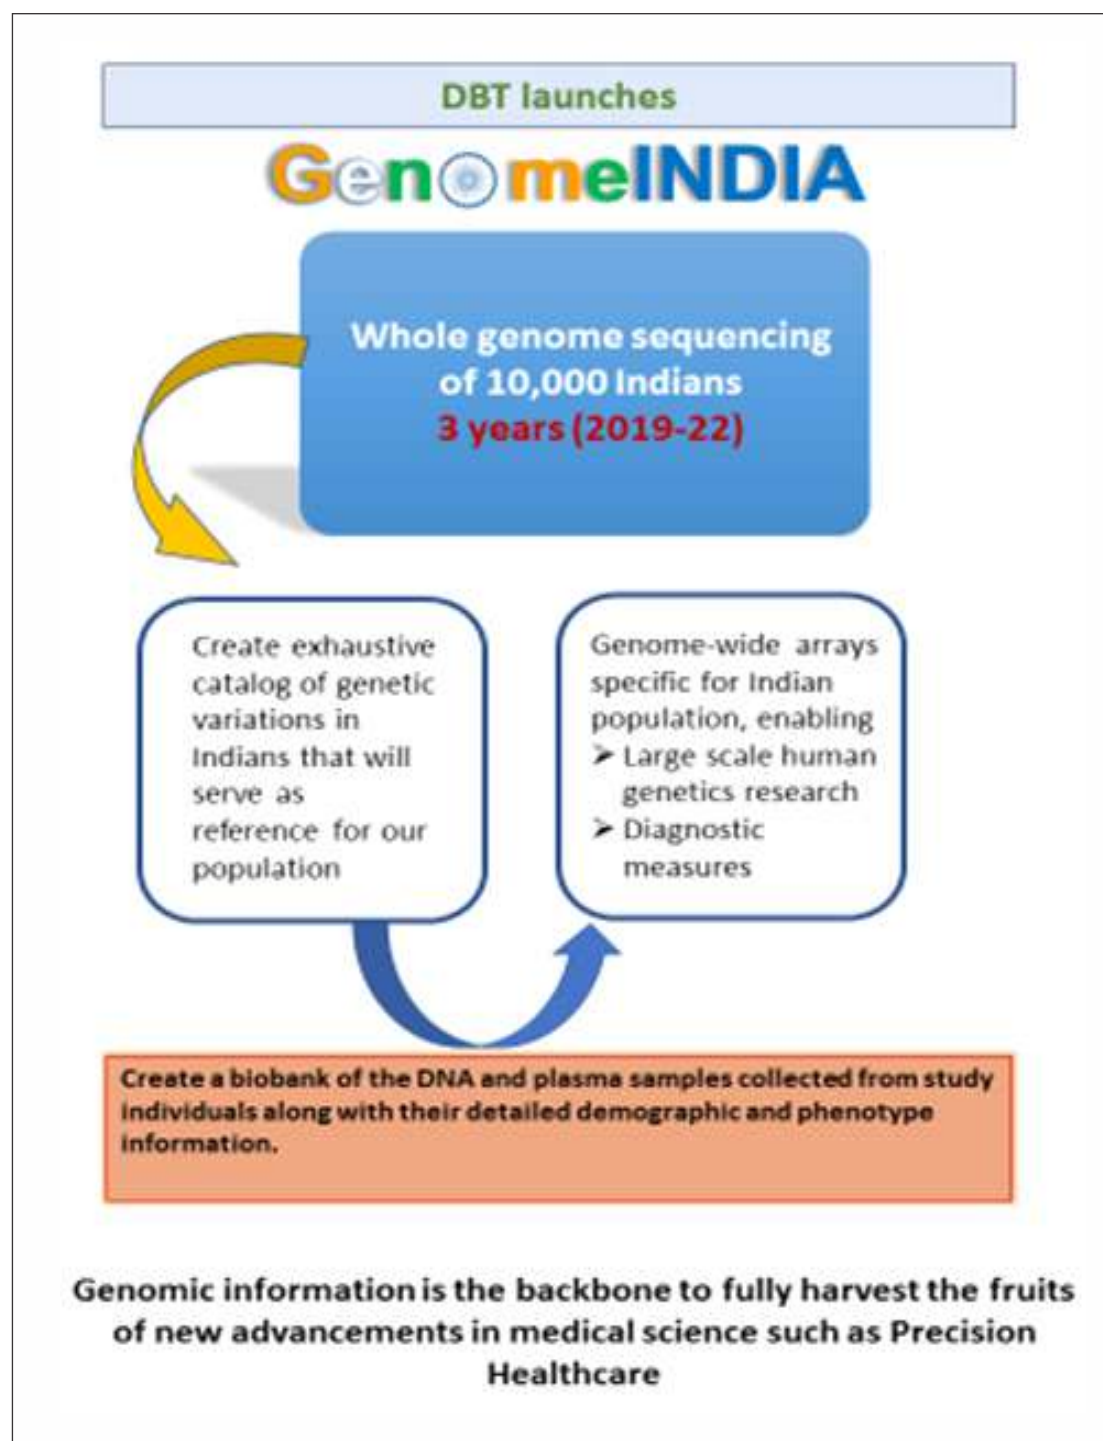 DBT launches
GenomeINDIA
Whole genome sequencing
of 10,000 Indians
3 years (2019-22)
Create exhaustive
catalog of genetic
variations in
Indians that will
serve as
reference for our
population
Genome-wide arrays
specific for Indian
population, enabling
➢ Large scale human
genetics research
➢ Diagnostic
measures
Create a biobank of the DNA and plasma samples collected from study
individuals along with their detailed demographic and phenotype
information.
Genomic information is the backbone to fully harvest the fruits
of new advancements in medical science such as Precision
Healthcare